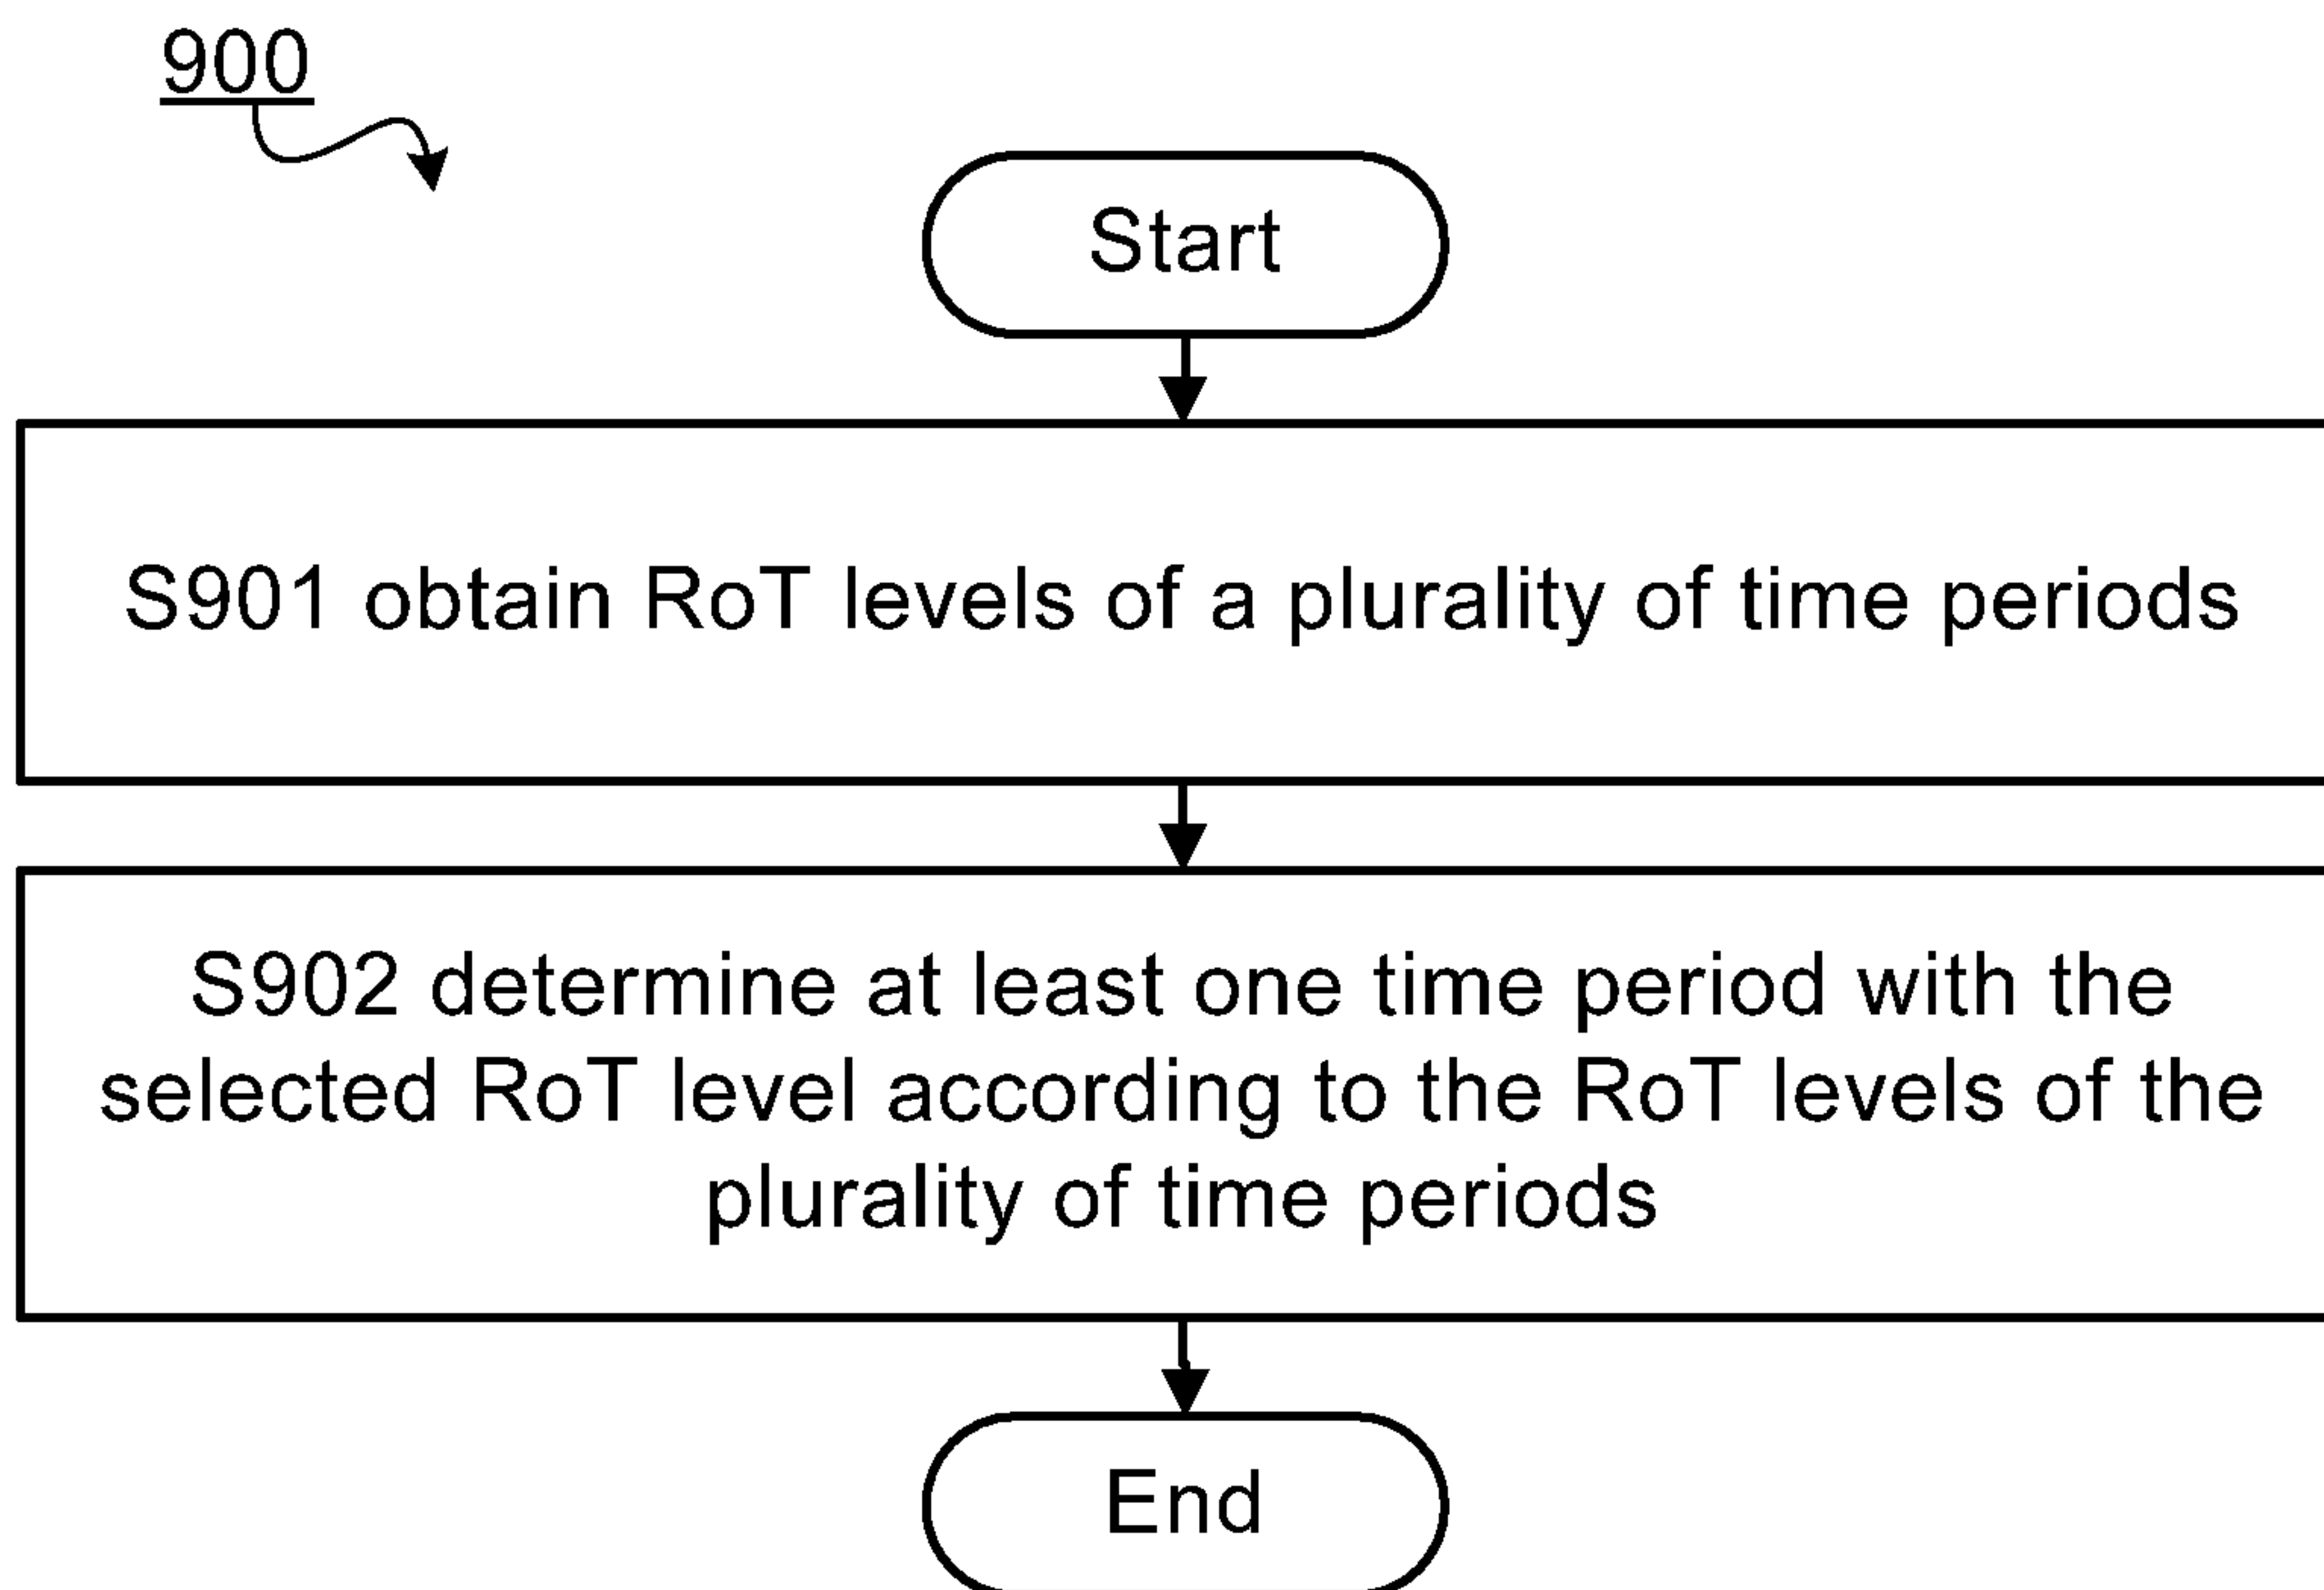 900
Start
S901 obtain RoT levels of a plurality of time periods
S902 determine at least one time period with the
selected RoT level according to the RoT levels of the
plurality of time periods
End